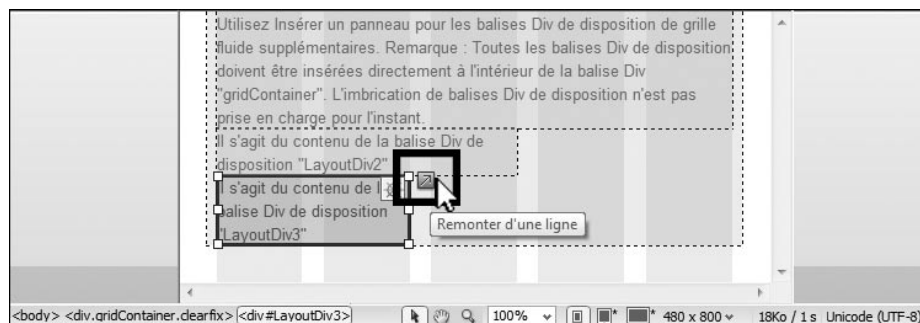 Utilisez Insérer un panneau pour les balises Div de disposition de grille
fluide supplémentaires. Remarque : Toutes les balises Div de disposition
doivent être insérées directement à l'intérieur de la balise Div
"gridContainer". L'imbrication de balises Div de disposition n'est pas
prise en charge pour l'instant.
Il s'agit du contenu de la balise Div de
disposition "LayoutDiv2"
Il s'agit du contenu de l
balise Div de disposition
"LayoutDiv3"
Remonter d'une ligne
<body> <div.gridContainer.clearfix> <div#LayoutDiv3> 100% 480 x 800 18Ko / 1 s Unicode (UTF-8